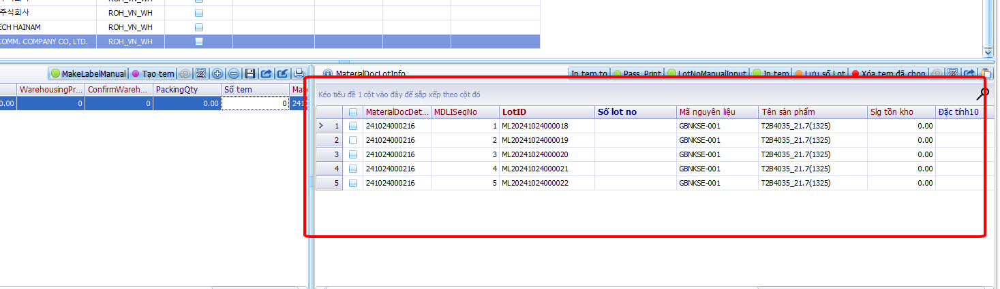 주식회사 ROH_VN_WH
ECH HAINAM ROH_VN_WH
COMM. COMPANY CO, LTD. ROH_VN_WH
MakeLabelManual Tạo tem
WarehousingPr... ConfirmWareh... PackingQty Số tem
0.00 0 0 0.00 0
MaterialDocLotInfo In tem to Pass_Print LotNoManualInput In tem Lưu số Lot Xóa tem đã chọn
Kéo tiêu đề 1 cột vào đây để sắp xếp theo cột đó
MaterialDocDet... MDLISeqNo LotID Số lot no Mã nguyên liệu Tên sản phẩm Slg tồn kho Đặc tính10
1 241024000216 1 ML20241024000018 GBNKSE-001 T2B4035_21.7(1325) 0.00
2 241024000216 2 ML20241024000019 GBNKSE-001 T2B4035_21.7(1325) 0.00
3 241024000216 3 ML20241024000020 GBNKSE-001 T2B4035_21.7(1325) 0.00
4 241024000216 4 ML20241024000021 GBNKSE-001 T2B4035_21.7(1325) 0.00
5 241024000216 5 ML20241024000022 GBNKSE-001 T2B4035_21.7(1325) 0.00